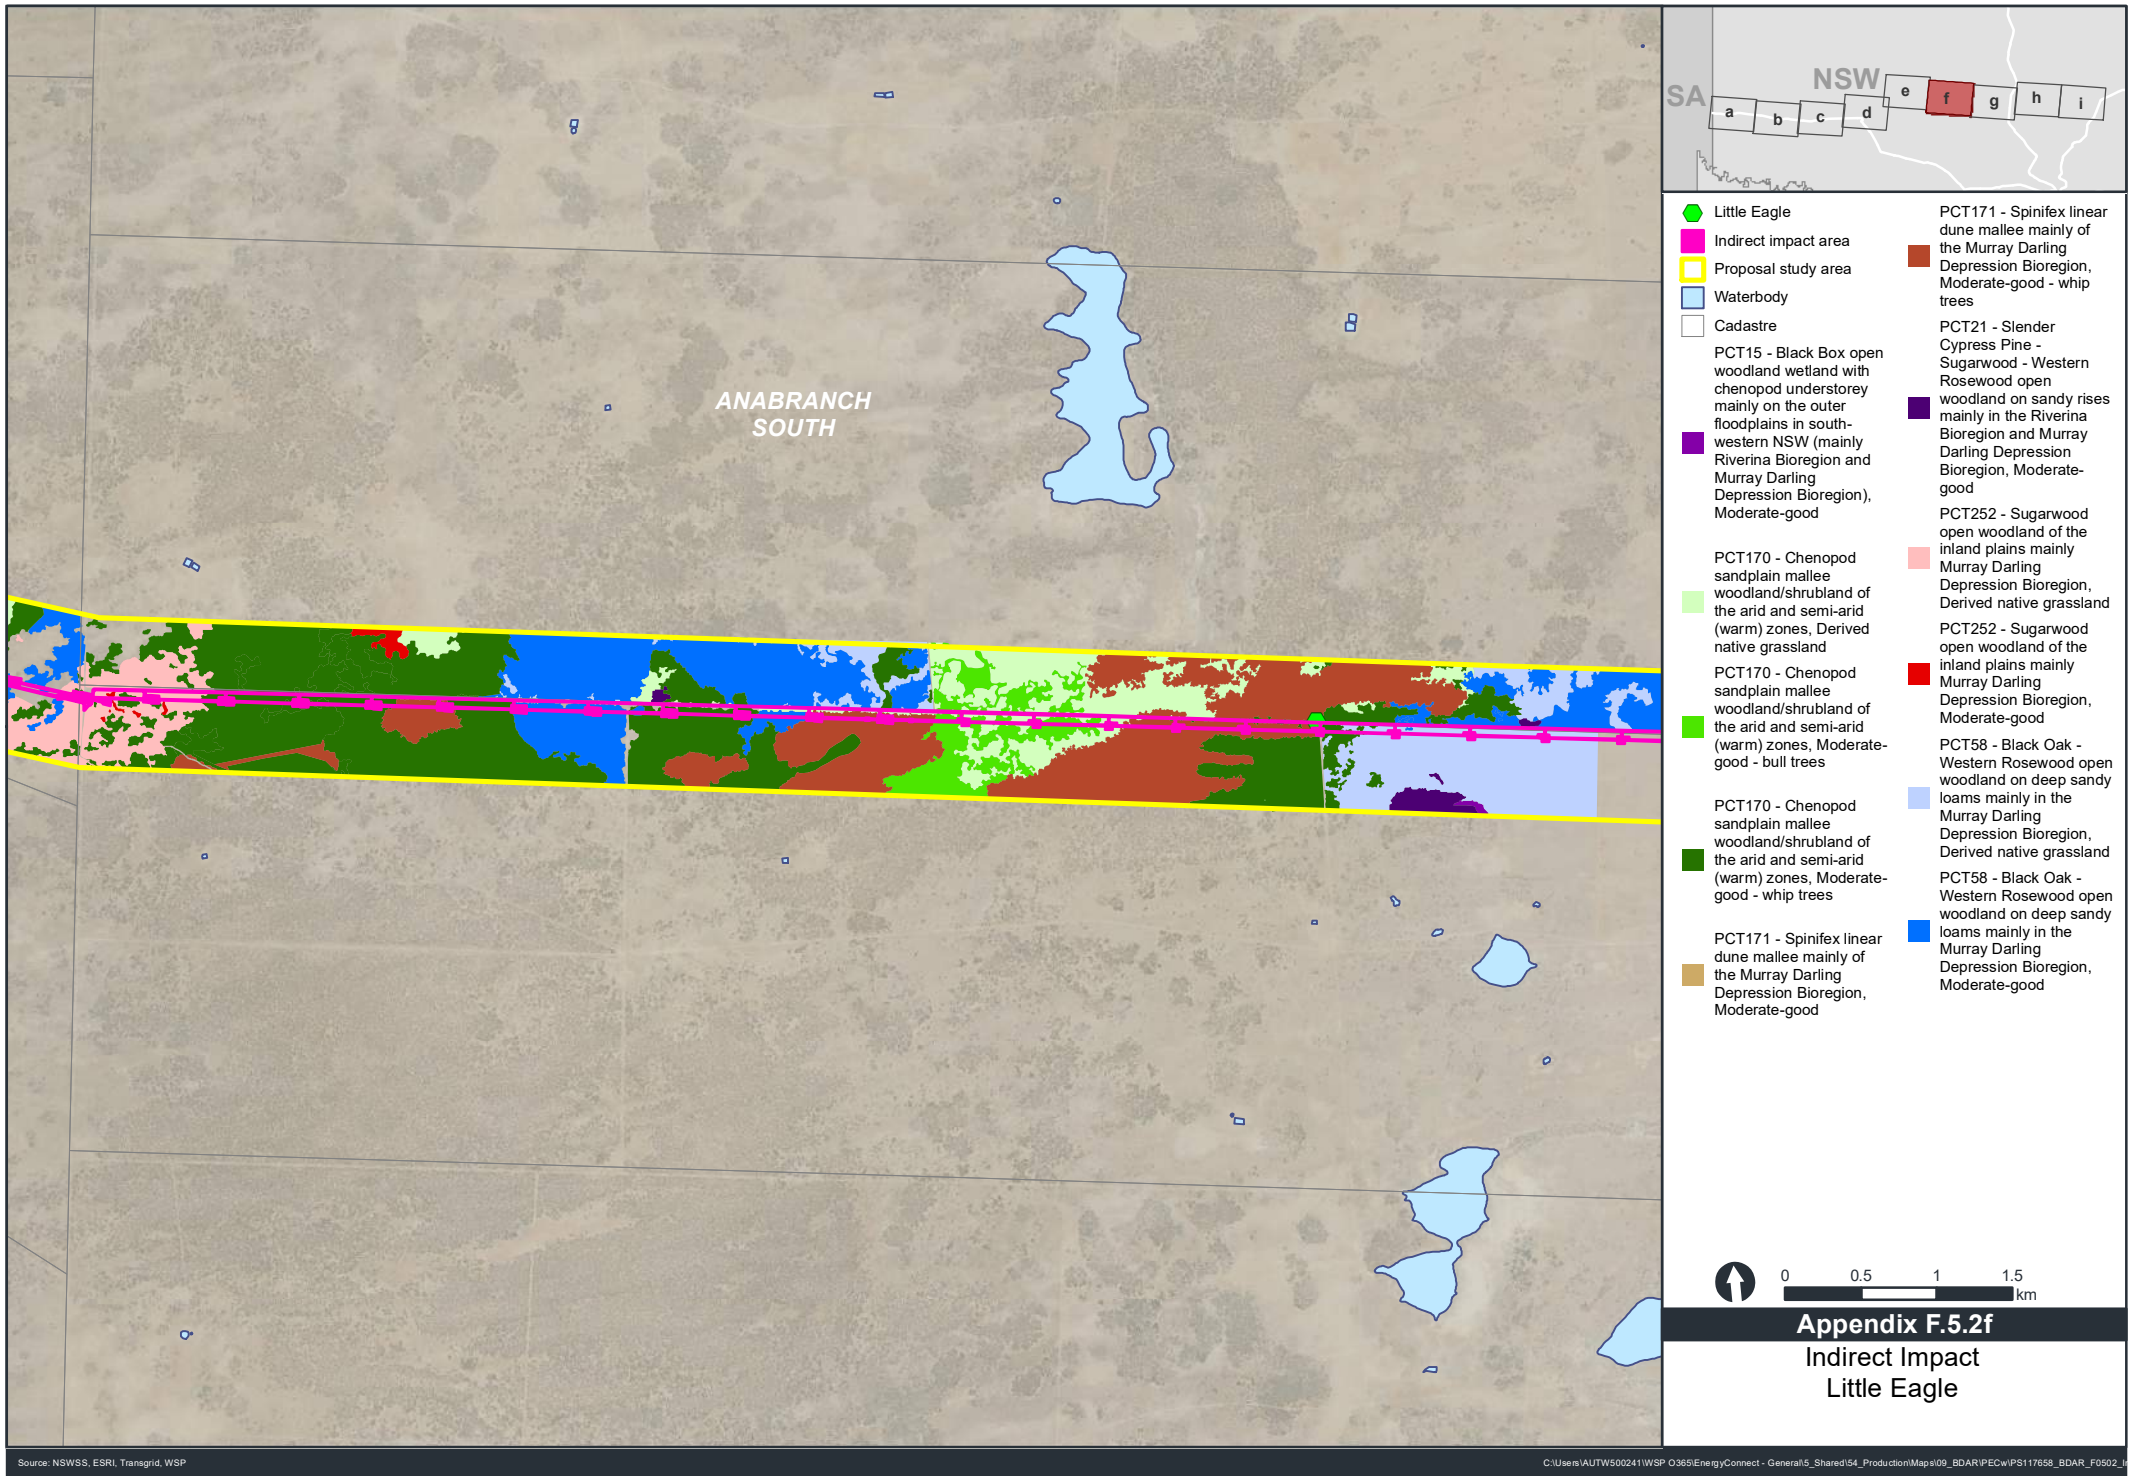 ANABRANCH
SOUTH
SA
NSW
a
b
c
d
e
f
g
h
i
Little Eagle
Indirect impact area
Proposal study area
Waterbody
Cadastre
PCT15 - Black Box open
woodland wetland with
chenopod understorey
mainly on the outer
floodplains in south-
western NSW (mainly
Riverina Bioregion and
Murray Darling
Depression Bioregion),
Moderate-good
PCT170 - Chenopod
sandplain mallee
woodland/shrubland of
the arid and semi-arid
(warm) zones, Derived
native grassland
PCT170 - Chenopod
sandplain mallee
woodland/shrubland of
the arid and semi-arid
(warm) zones, Moderate-
good - bull trees
PCT170 - Chenopod
sandplain mallee
woodland/shrubland of
the arid and semi-arid
(warm) zones, Moderate-
good - whip trees
PCT171 - Spinifex linear
dune mallee mainly of
the Murray Darling
Depression Bioregion,
Moderate-good
PCT171 - Spinifex linear
dune mallee mainly of
the Murray Darling
Depression Bioregion,
Moderate-good - whip
trees
PCT21 - Slender
Cypress Pine -
Sugarwood - Western
Rosewood open
woodland on sandy rises
mainly in the Riverina
Bioregion and Murray
Darling Depression
Bioregion, Moderate-
good
PCT252 - Sugarwood
open woodland of the
inland plains mainly
Murray Darling
Depression Bioregion,
Derived native grassland
PCT252 - Sugarwood
open woodland of the
inland plains mainly
Murray Darling
Depression Bioregion,
Moderate-good
PCT58 - Black Oak -
Western Rosewood open
woodland on deep sandy
loams mainly in the
Murray Darling
Depression Bioregion,
Derived native grassland
PCT58 - Black Oak -
Western Rosewood open
woodland on deep sandy
loams mainly in the
Murray Darling
Depression Bioregion,
Moderate-good
0 0.5 1 1.5
km
Appendix F.5.2f
Indirect Impact
Little Eagle
Source: NSWSS, ESRI, Transgrid, WSP
C:\Users\AUTW500241\WSP O365\EnergyConnect - General\5_Shared\54_Production\Maps\09_BDAR\PECw\PS117658_BDAR_F0502_I